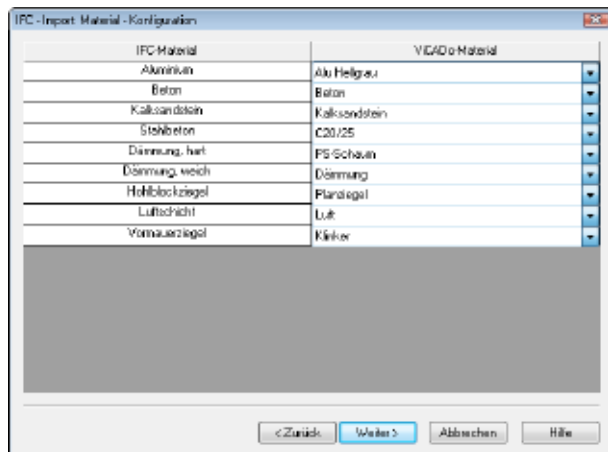 IFC - Import Material - Konfiguration
IFC-Material ViCADo-Material
Aluminium Alu Hellgrau
Beton Beton
Kalksandstein Kalksandstein
Stahlbeton C20/25
Dämmung, hart PS-Schaum
Dämmung, weich Dämmung
Hohlblockziegel Planziegel
Luftschicht Luft
Vormauerziegel Klinker
< Zurück Weiter > Abbrechen Hilfe